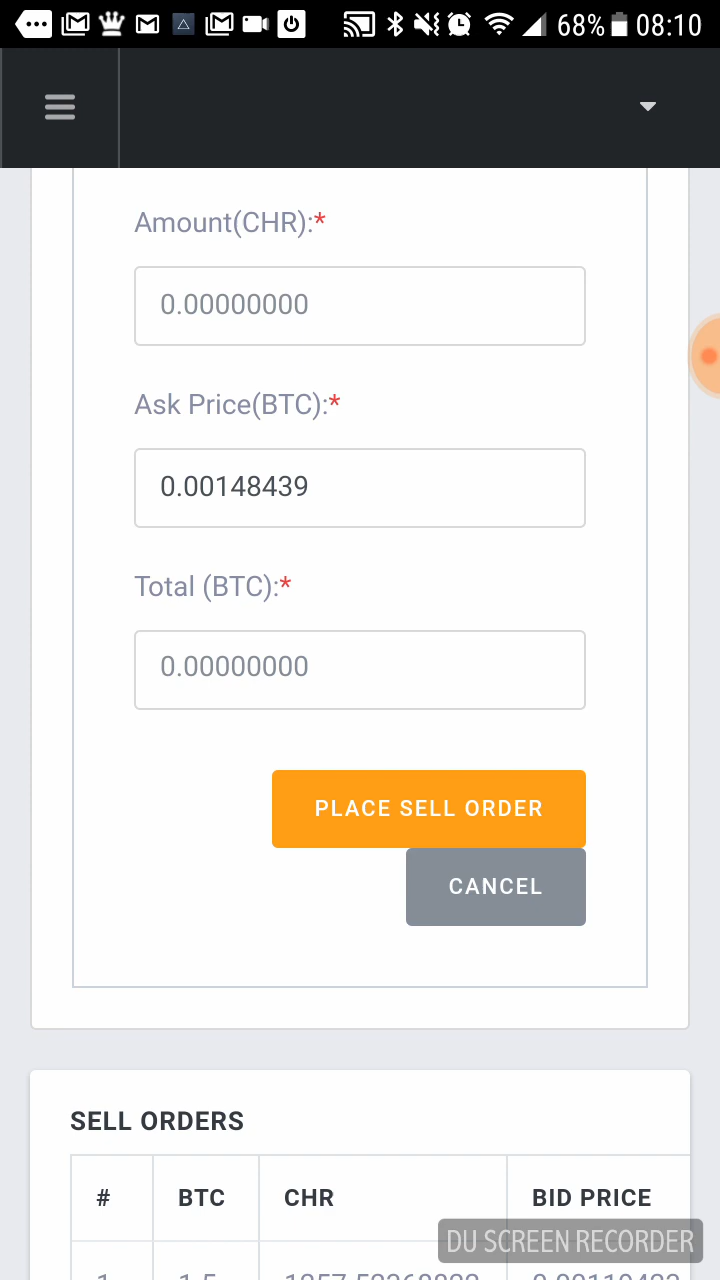 68% 08:10
Amount(CHR):*
0.00000000
Ask Price(BTC):*
0.00148439
Total (BTC):*
0.00000000
PLACE SELL ORDER
CANCEL
SELL ORDERS
# BTC CHR BID PRICE
DU SCREEN RECORDER